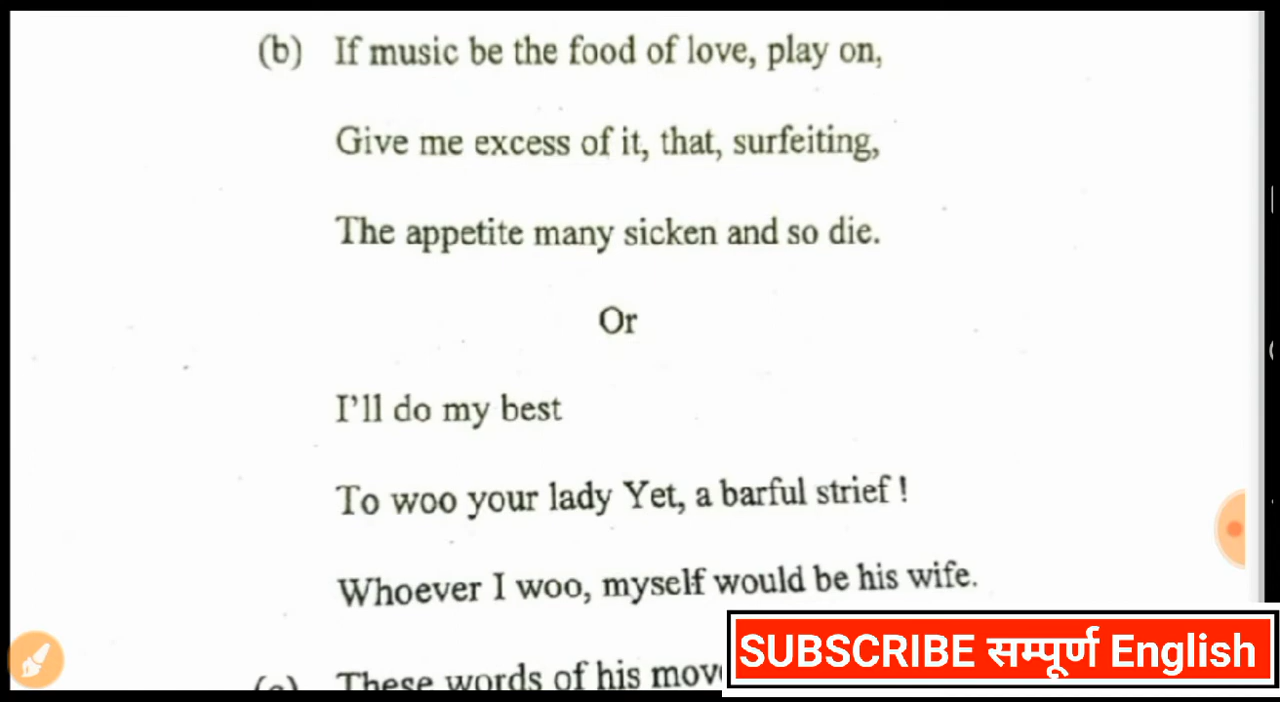 (b) If music be the food of love, play on,
Give me excess of it, that, surfeiting,
The appetite many sicken and so die.
Or
I'll do my best
To woo your lady Yet, a barful strief !
Whoever I woo, myself would be his wife.
These words of his
SUBSCRIBE सम्पूर्ण English